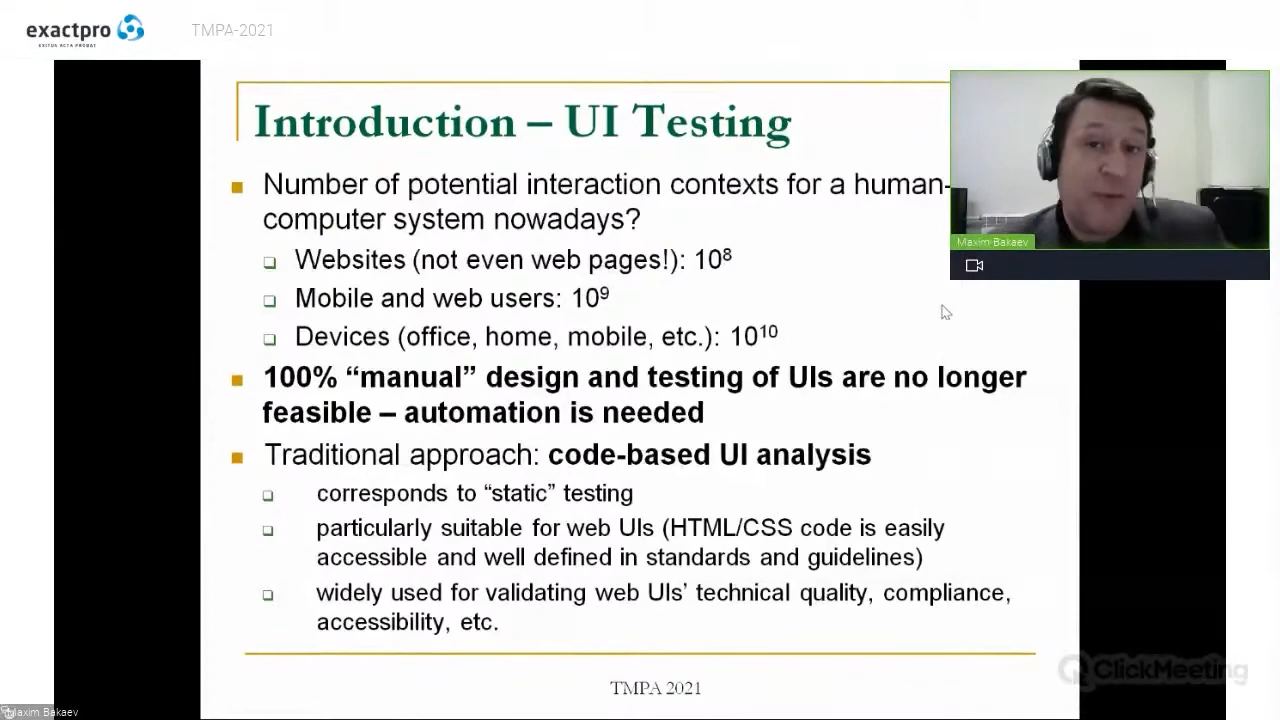 exactpro
EXITUS ACTA PROBAT
TMPA-2021
Introduction – UI Testing
Number of potential interaction contexts for a human-
computer system nowadays?
Websites (not even web pages!): 10⁸
Mobile and web users: 10⁹
Devices (office, home, mobile, etc.): 10¹⁰
100% “manual” design and testing of UIs are no longer
feasible – automation is needed
Traditional approach: code-based UI analysis
corresponds to “static” testing
particularly suitable for web UIs (HTML/CSS code is easily
accessible and well defined in standards and guidelines)
widely used for validating web UIs’ technical quality, compliance,
accessibility, etc.
TMPA 2021
Maxim Bakaev
ClickMeeting
Maxim Bakaev